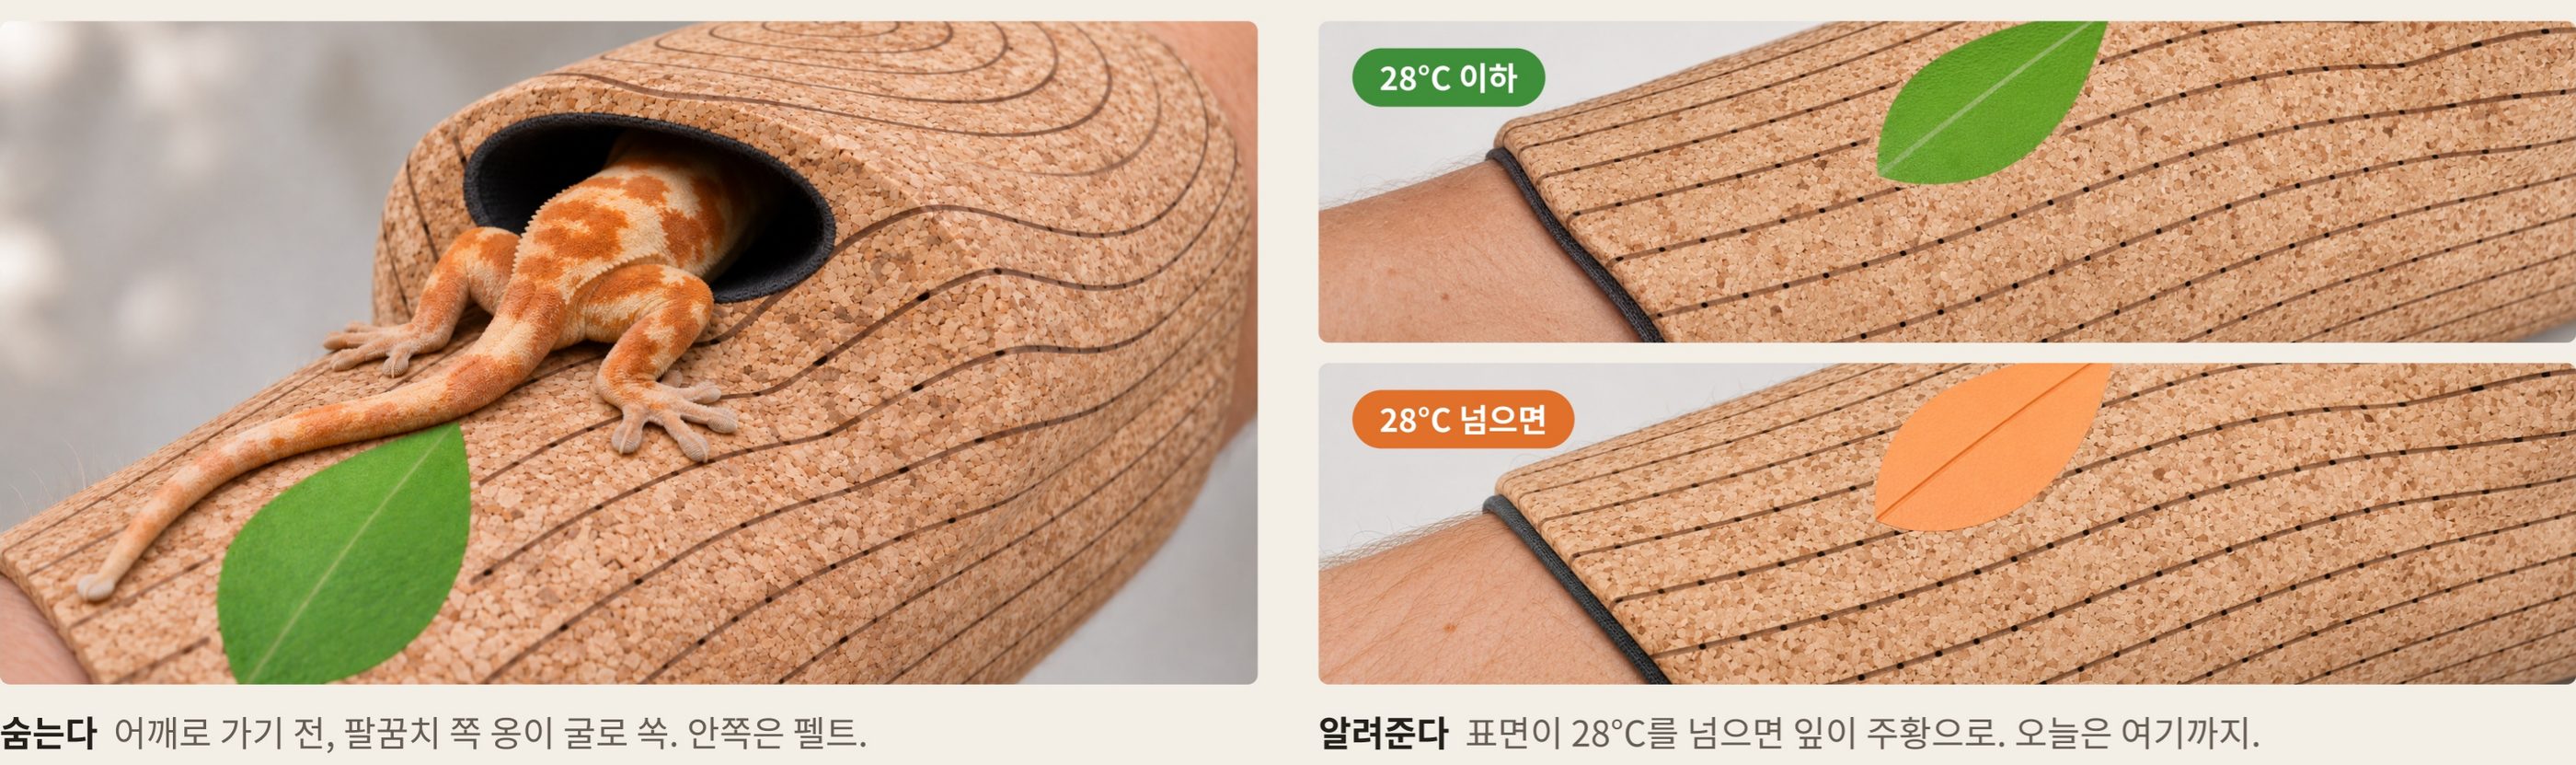 28°C 이하
28°C 넘으면
숨는다 어깨로 가기 전, 팔꿈치 쪽 옹이 굴로 쏙. 안쪽은 펠트.
알려준다 표면이 28°C를 넘으면 잎이 주황으로. 오늘은 여기까지.